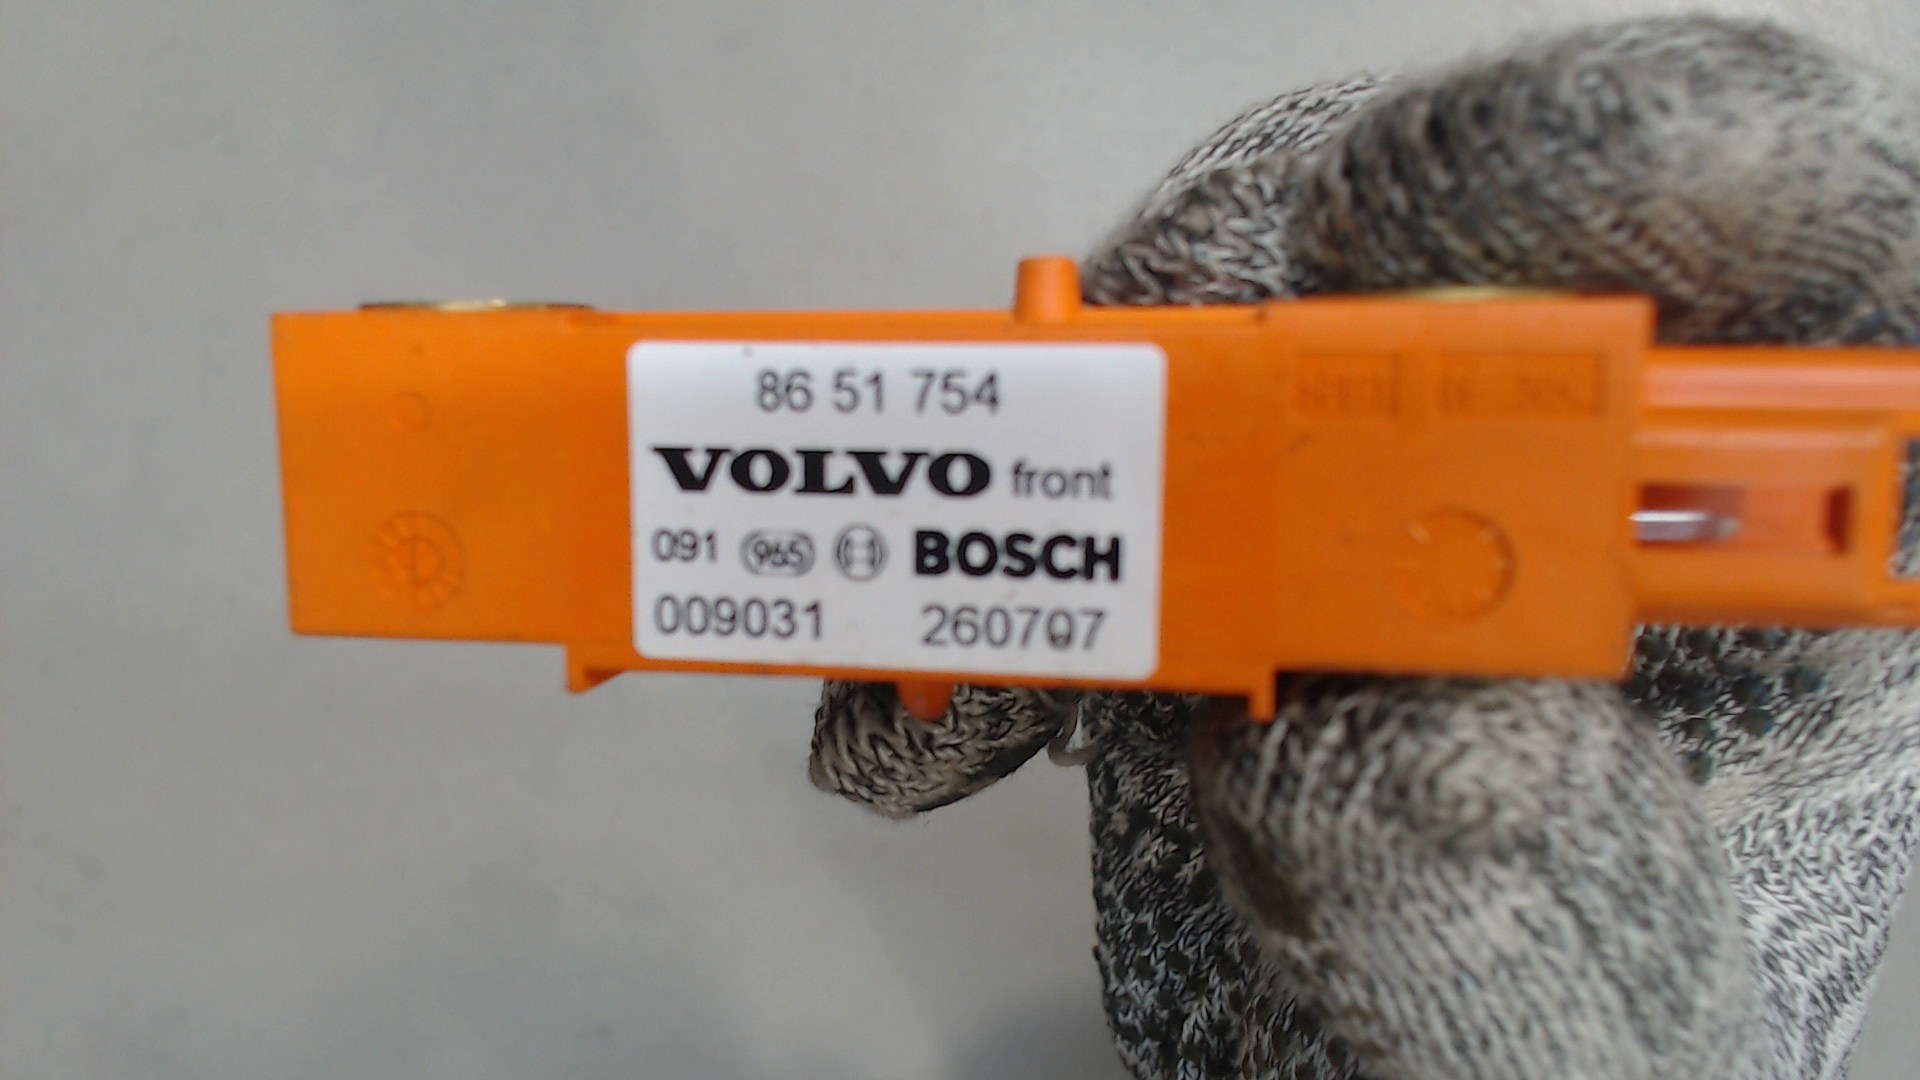 86 51 754
VOLVO front
091 965 BOSCH
009031 260707